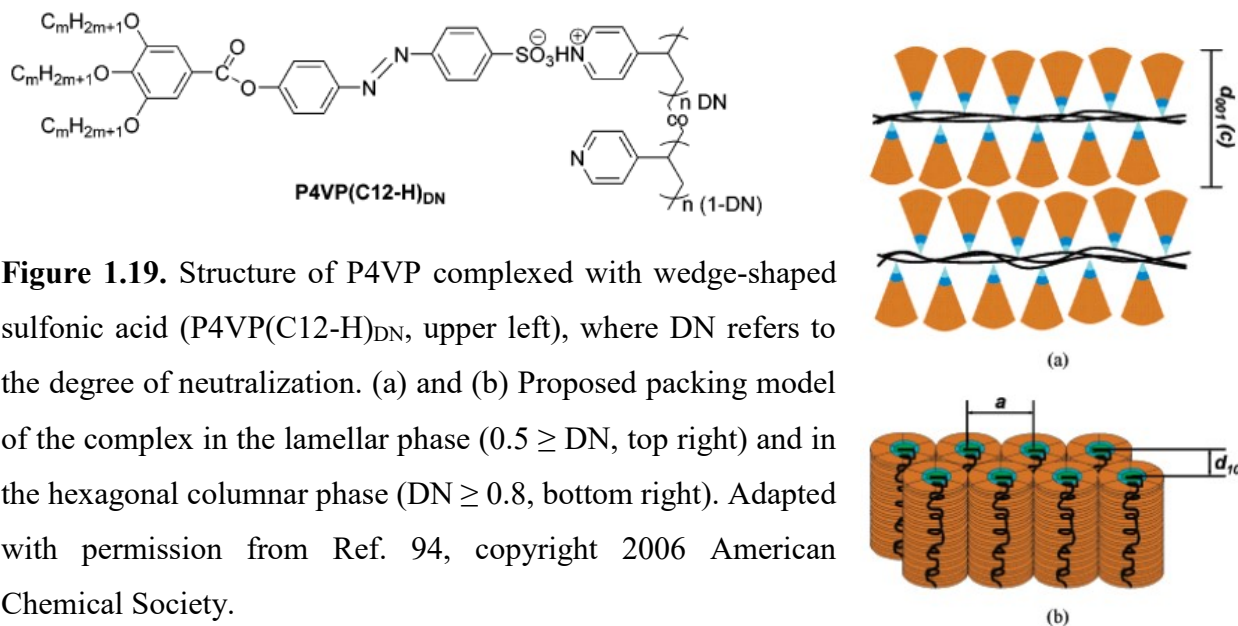 CmH2m+1O
O
CmH2m+1O
O
CmH2m+1O
N
N
SO3HN
⊖
⊕
n DN
co
N
n (1-DN)
P4VP(C12-H)DN
d001 (c)
(a)
Figure 1.19. Structure of P4VP complexed with wedge-shaped
sulfonic acid (P4VP(C12-H)DN, upper left), where DN refers to
the degree of neutralization. (a) and (b) Proposed packing model
of the complex in the lamellar phase (0.5 ≥ DN, top right) and in
the hexagonal columnar phase (DN ≥ 0.8, bottom right). Adapted
with permission from Ref. 94, copyright 2006 American
Chemical Society.
a
d10
(b)